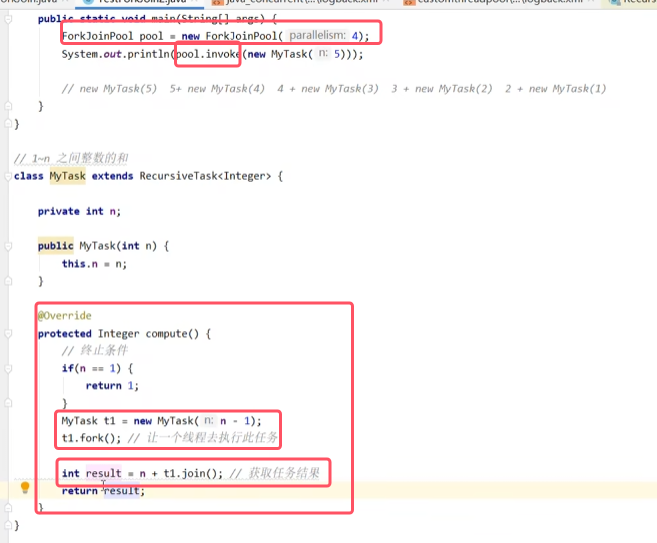 public static void main(String[] args) {
ForkJoinPool pool = new ForkJoinPool( parallelism: 4);
System.out.println(pool.invoke(new MyTask( n: 5)));
// new MyTask(5)  5+ new MyTask(4)  4 + new MyTask(3)  3 + new MyTask(2)  2 + new MyTask(1)
}
}
// 1~n 之间整数的和
class MyTask extends RecursiveTask<Integer> {
private int n;
public MyTask(int n) {
this.n = n;
}
@Override
protected Integer compute() {
// 终止条件
if(n == 1) {
return 1;
}
MyTask t1 = new MyTask( n: n - 1);
t1.fork(); // 让一个线程去执行此任务
int result = n + t1.join(); // 获取任务结果
return result;
}
}